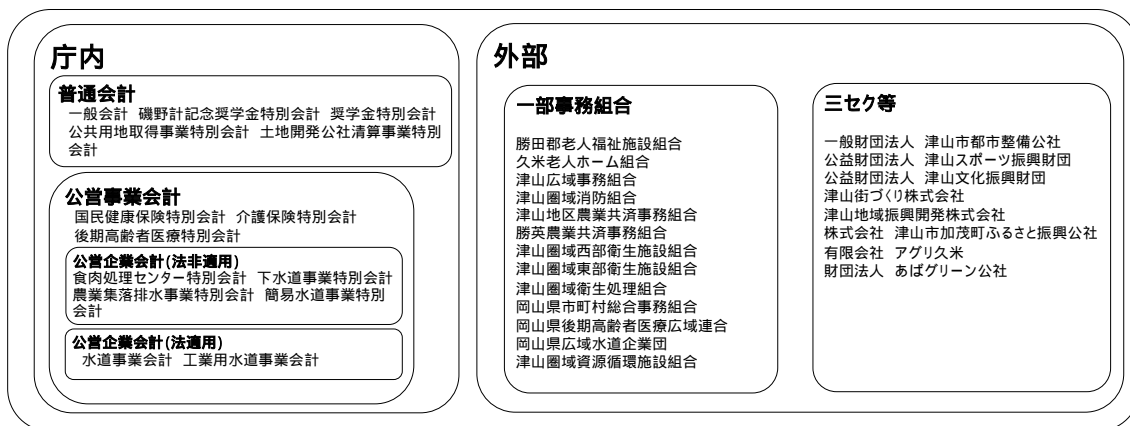 庁内
普通会計
一般会計 磯野計記念奨学金特別会計 奨学金特別会計
公共用地取得事業特別会計 土地開発公社清算事業特別
会計
公営事業会計
国民健康保険特別会計 介護保険特別会計
後期高齢者医療特別会計
公営企業会計(法非適用)
食肉処理センター特別会計 下水道事業特別会計
農業集落排水事業特別会計 簡易水道事業特別
会計
公営企業会計(法適用)
水道事業会計 工業用水道事業会計
外部
一部事務組合
勝田郡老人福祉施設組合
久米老人ホーム組合
津山広域事務組合
津山圏域消防組合
津山地区農業共済事務組合
勝英農業共済事務組合
津山圏域西部衛生施設組合
津山圏域東部衛生施設組合
津山圏域衛生処理組合
岡山県市町村総合事務組合
岡山県後期高齢者医療広域連合
岡山県広域水道企業団
津山圏域資源循環施設組合
三セク等
一般財団法人 津山市都市整備公社
公益財団法人 津山スポーツ振興財団
公益財団法人 津山文化振興財団
津山街づくり株式会社
津山地域振興開発株式会社
株式会社 津山市加茂町ふるさと振興公社
有限会社 アグリ久米
財団法人 あばグリーン公社